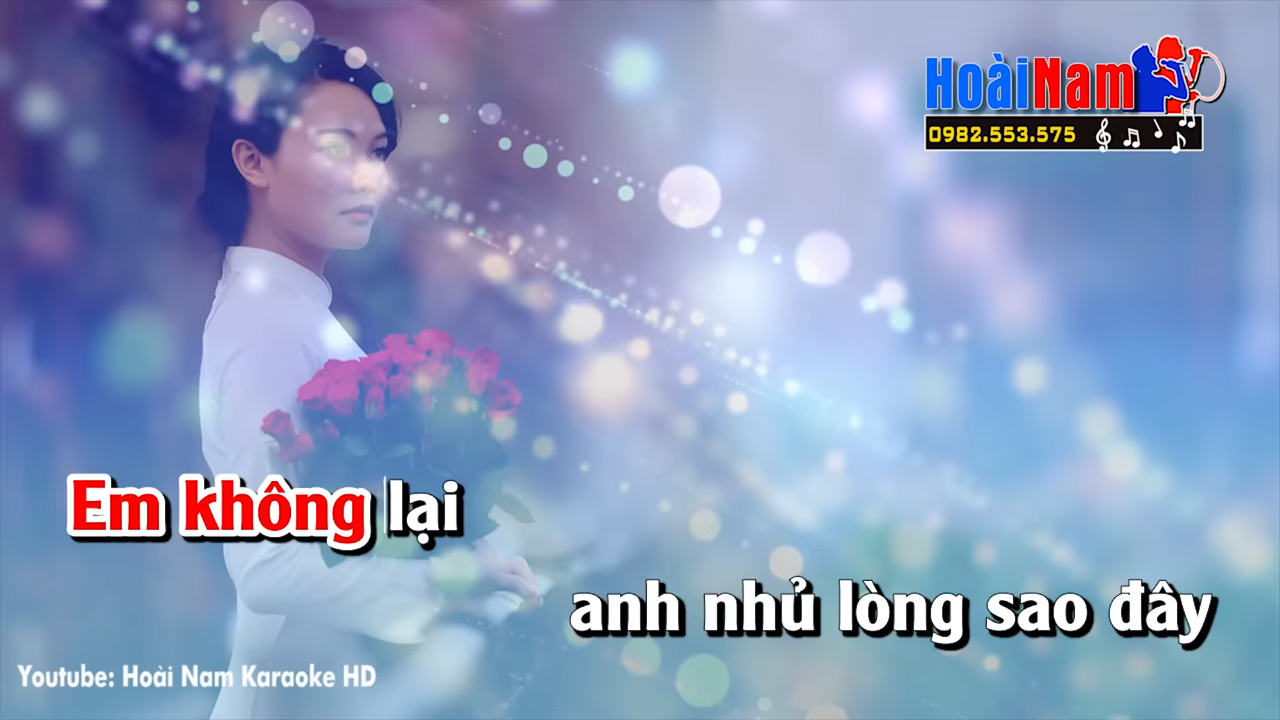 HoàiNam
0982.553.575
Em không lại
anh nhủ lòng sao đây
Youtube: Hoài Nam Karaoke HD